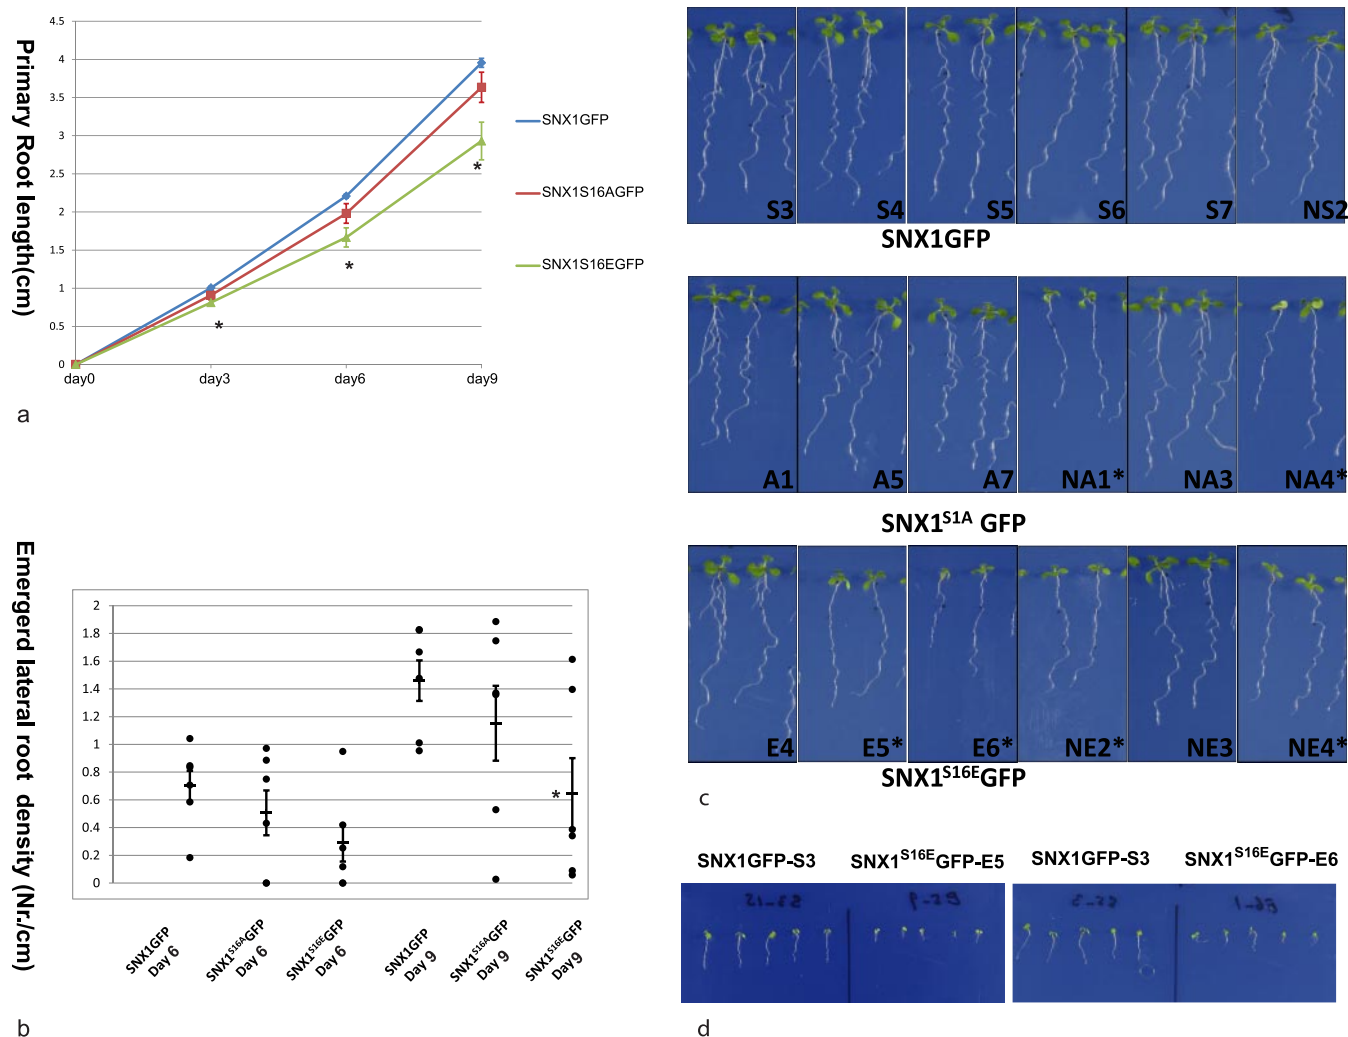 Primary Root length(cm)
4.5
4
3.5
3
2.5
2
1.5
1
0.5
0
day0
day3
day6
day9
*
*
*
SNX1GFP
SNX1S16AGFP
SNX1S16EGFP
a
Emergerd lateral root density (Nr./cm)
2
1.8
1.6
1.4
1.2
1
0.8
0.6
0.4
0.2
0
*
SNX1GFP
Day 6
SNX1S16AGFP
Day 6
SNX1S16EGFP
Day 6
SNX1GFP
Day 9
SNX1S16AGFP
Day 9
SNX1S16EGFP
Day 9
b
S3
S4
S5
S6
S7
NS2
SNX1GFP
A1
A5
A7
NA1*
NA3
NA4*
SNX1S1A GFP
E4
E5*
E6*
NE2*
NE3
NE4*
SNX1S16EGFP
c
SNX1GFP-S3
SNX1S16EGFP-E5
SNX1GFP-S3
SNX1S16EGFP-E6
d